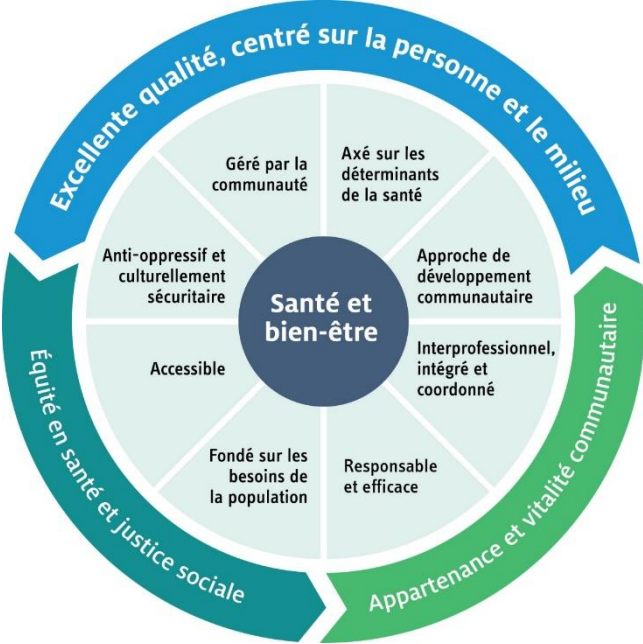 Excellente qualité, centré sur la personne et le milieu
Géré par la
communauté
Axé sur les
déterminants
de la santé
Anti-oppressif et
culturellement
sécuritaire
Approche de
développement
communautaire
Santé et
bien-être
Accessible
Interprofessionnel,
intégré et
coordonné
Fondé sur les
besoins de
la population
Responsable
et efficace
Équité en santé et justice sociale
Appartenance et vitalité communautaire